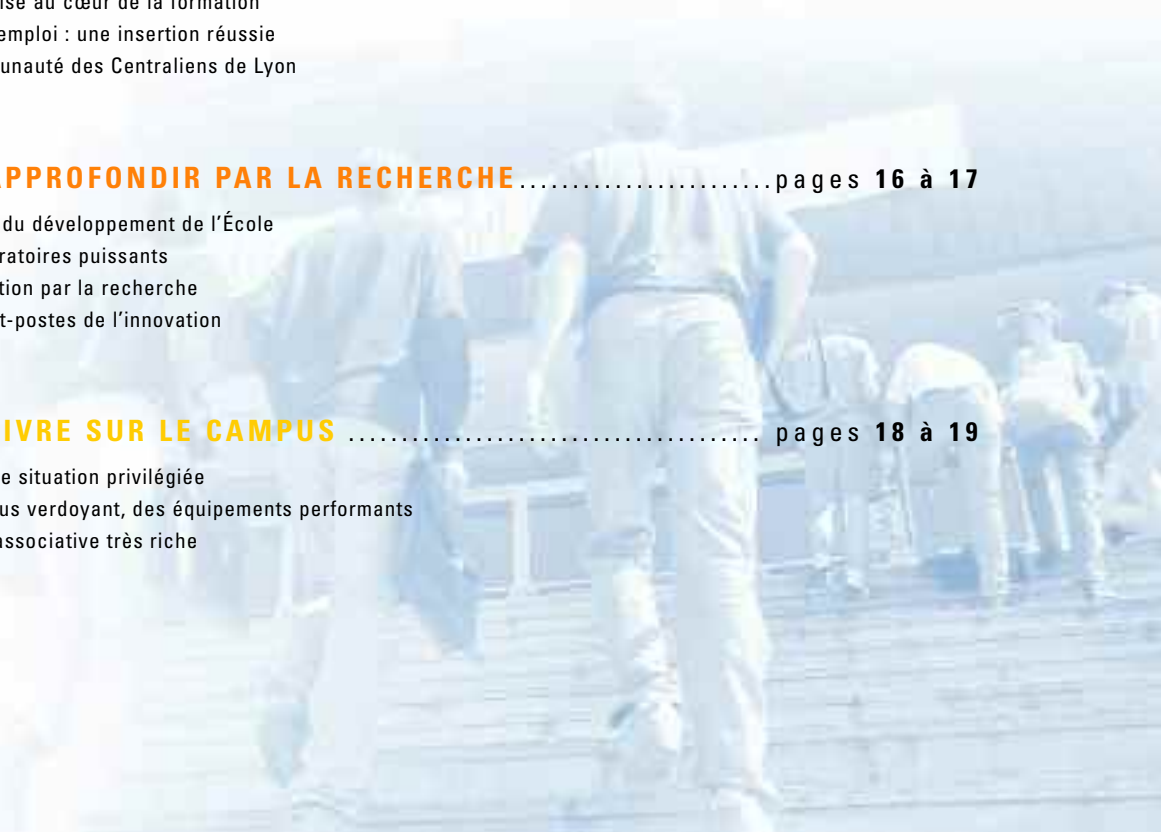 ise au cœur de la formation
emploi : une insertion réussie
unauté des Centraliens de Lyon
APPROFONDIR PAR LA RECHERCHE........................pages 16 à 17
du développement de l'École
ratoires puissants
tion par la recherche
t-postes de l'innovation
IVRE SUR LE CAMPUS ....................................... pages 18 à 19
e situation privilégiée
us verdoyant, des équipements performants
associative très riche